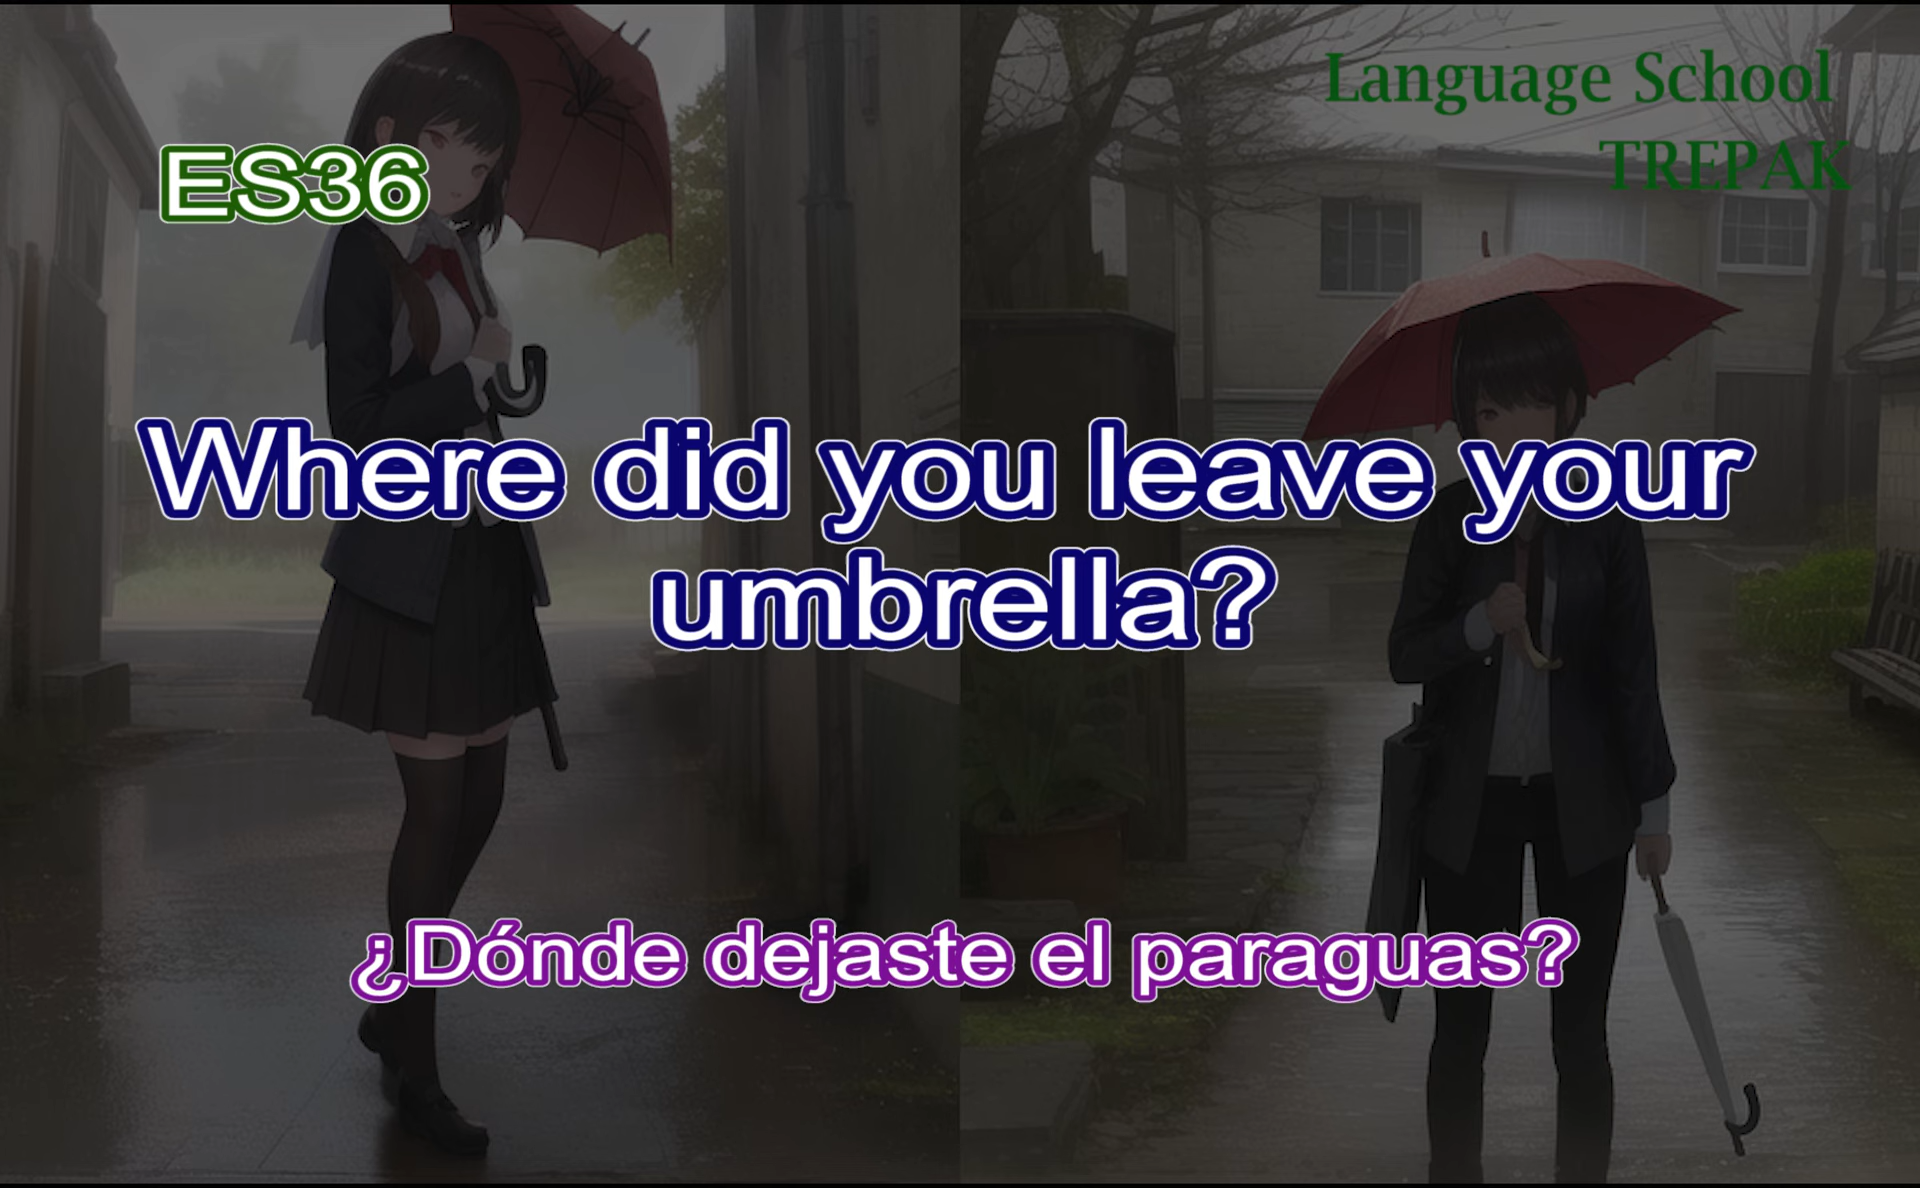 Language School
TREPAK
ES36
Where did you leave your
umbrella?
¿Dónde dejaste el paraguas?